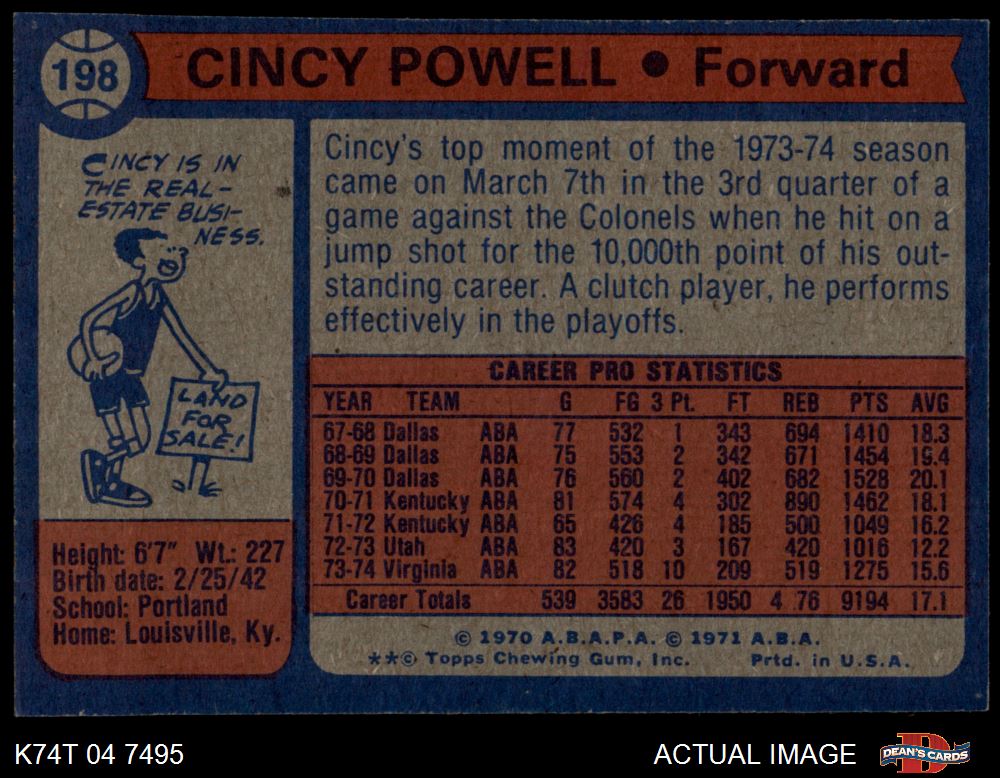 198
CINCY POWELL • Forward
CINCY IS IN
THE REAL-
ESTATE BUSI-
NESS.
LAND
FOR
SALE!
Height: 6'7" Wt.: 227
Birth date: 2/25/42
School: Portland
Home: Louisville, Ky.
Cincy's top moment of the 1973-74 season
came on March 7th in the 3rd quarter of a
game against the Colonels when he hit on a
jump shot for the 10,000th point of his out-
standing career. A clutch player, he performs
effectively in the playoffs.
CAREER PRO STATISTICS
YEAR TEAM G FG 3 Pt. FT REB PTS AVG
67-68 Dallas ABA 77 532 1 343 694 1410 18.3
68-69 Dallas ABA 75 553 2 342 671 1454 19.4
69-70 Dallas ABA 76 560 2 402 682 1528 20.1
70-71 Kentucky ABA 81 574 4 302 890 1462 18.1
71-72 Kentucky ABA 65 426 4 185 500 1049 16.2
72-73 Utah ABA 83 420 3 167 420 1016 12.2
73-74 Virginia ABA 82 518 10 209 519 1275 15.6
Career Totals 539 3583 26 1950 4 76 9194 17.1
© 1970 A.B.A.P.A. © 1971 A.B.A.
**© Topps Chewing Gum, Inc. Prtd. in U.S.A.
K74T 04 7495
ACTUAL IMAGE
DEAN'S CARDS